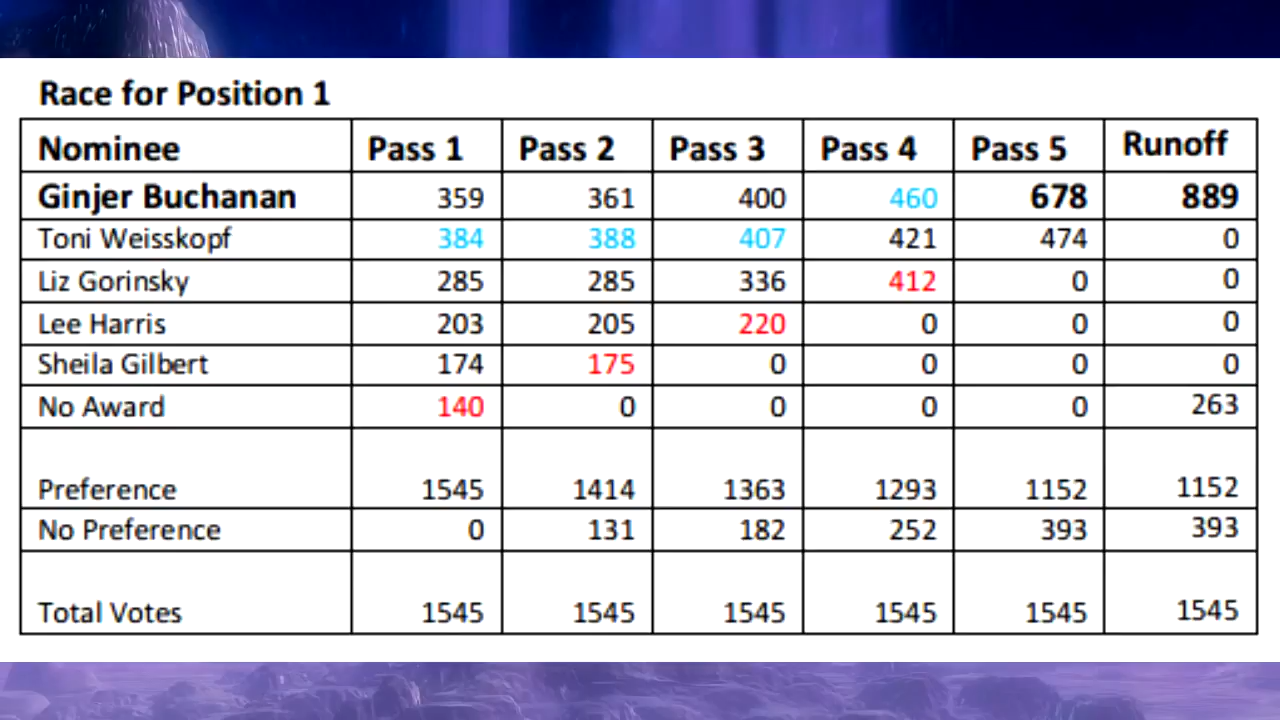 Race for Position 1
Nominee Pass 1 Pass 2 Pass 3 Pass 4 Pass 5 Runoff
Ginjer Buchanan 359 361 400 460 678 889
Toni Weisskopf 384 388 407 421 474 0
Liz Gorinsky 285 285 336 412 0 0
Lee Harris 203 205 220 0 0 0
Sheila Gilbert 174 175 0 0 0 0
No Award 140 0 0 0 0 263
Preference 1545 1414 1363 1293 1152 1152
No Preference 0 131 182 252 393 393
Total Votes 1545 1545 1545 1545 1545 1545